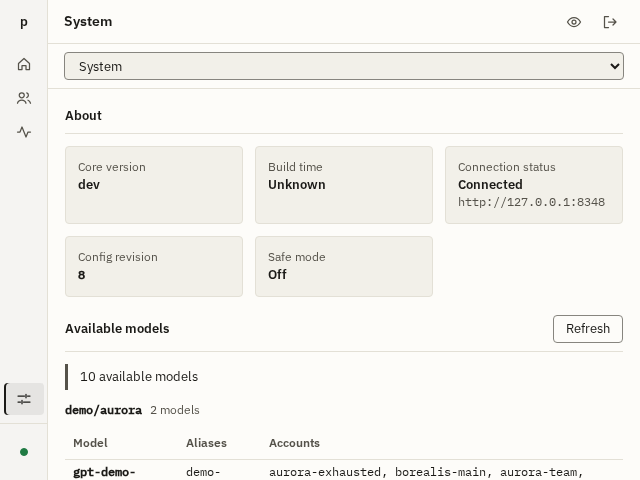 p
System
System
About
Core version
dev
Build time
Unknown
Connection status
Connected
http://127.0.0.1:8348
Config revision
8
Safe mode
Off
Available models
Refresh
10 available models
demo/aurora 2 models
Model Aliases Accounts
gpt-demo- demo- aurora-exhausted, borealis-main, aurora-team,